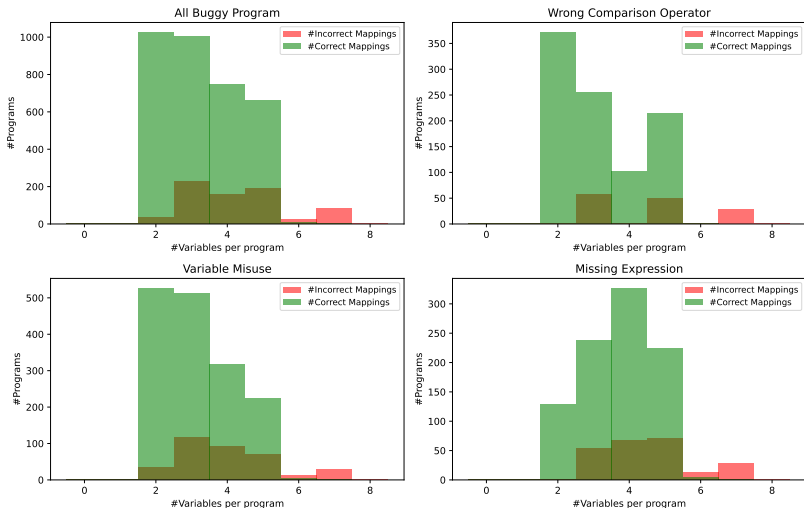 All Buggy Program
#Programs
1000
800
600
400
200
0
#Incorrect Mappings
#Correct Mappings
0 2 4 6 8
#Variables per program
Wrong Comparison Operator
#Programs
350
300
250
200
150
100
50
0
#Incorrect Mappings
#Correct Mappings
0 2 4 6 8
#Variables per program
Variable Misuse
#Programs
500
400
300
200
100
0
#Incorrect Mappings
#Correct Mappings
0 2 4 6 8
#Variables per program
Missing Expression
#Programs
300
250
200
150
100
50
0
#Incorrect Mappings
#Correct Mappings
0 2 4 6 8
#Variables per program